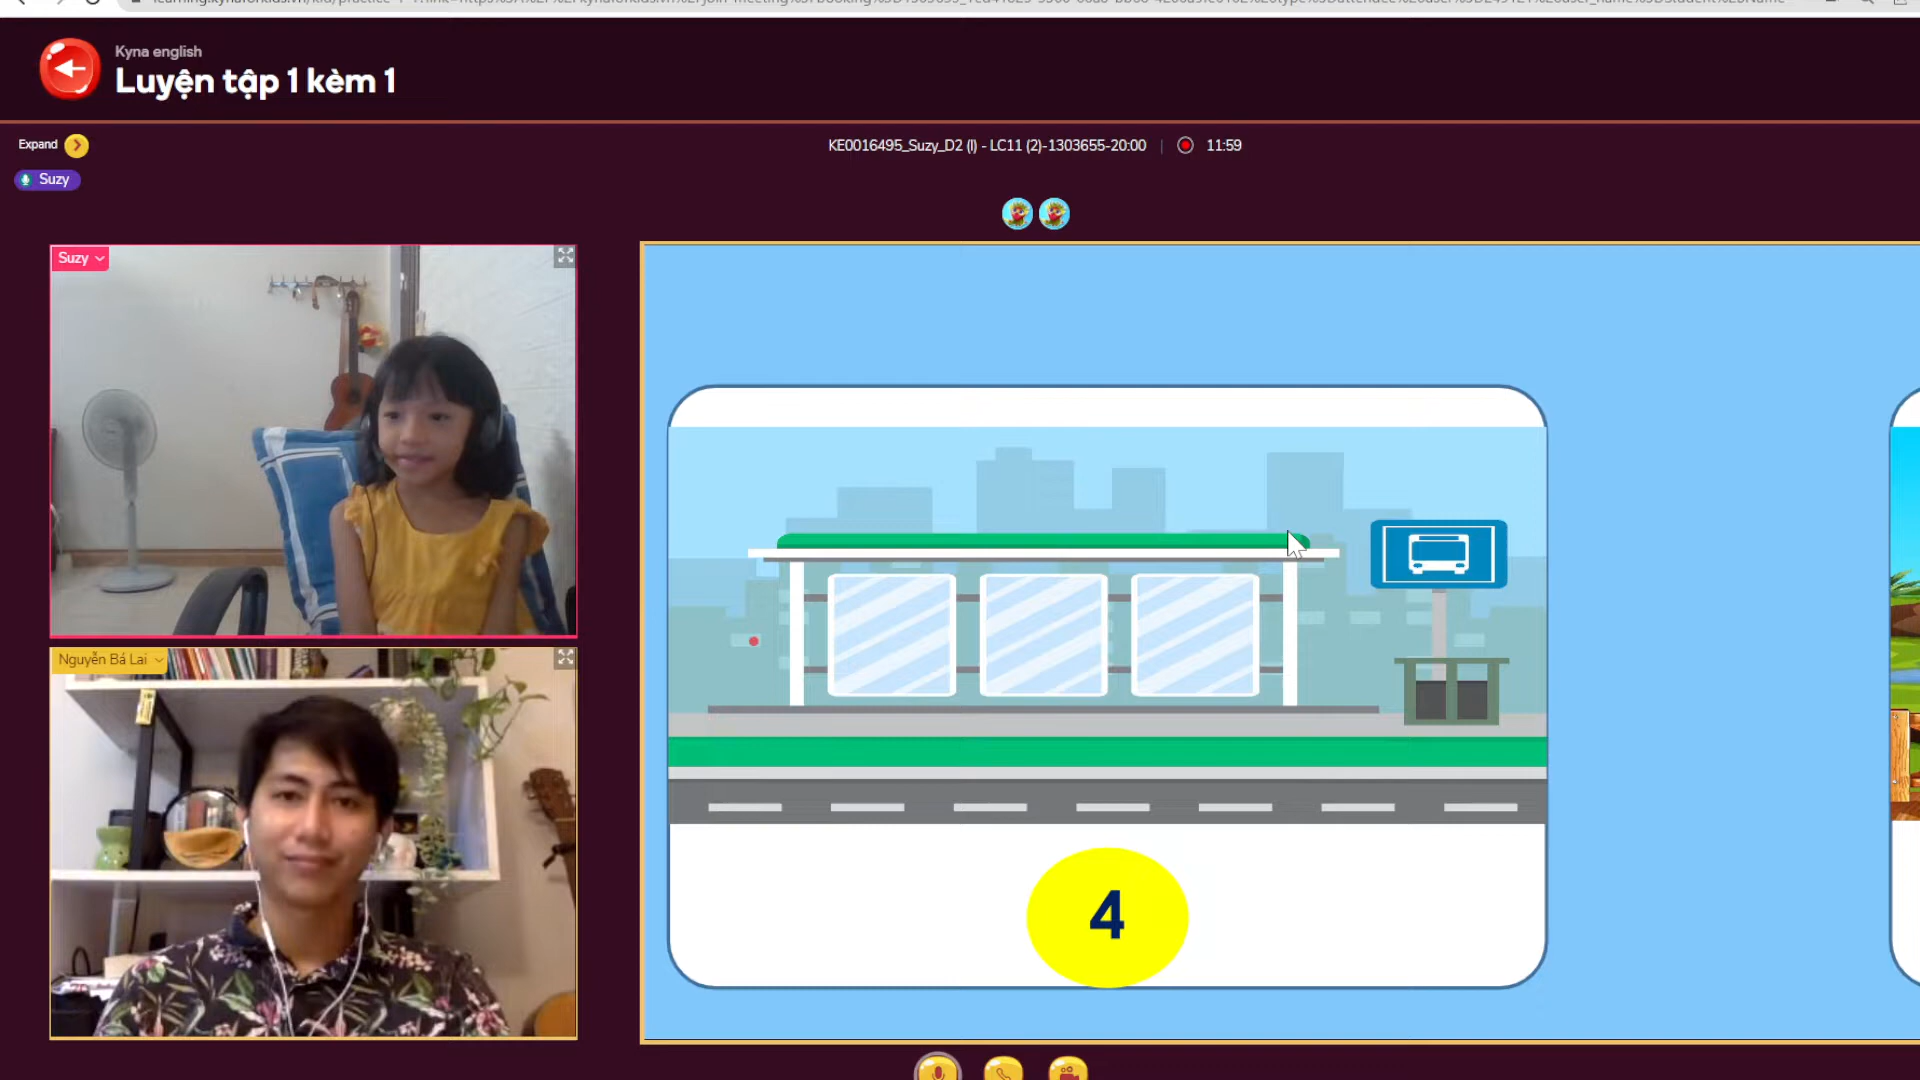 Kyna english
Luyện tập 1 kèm 1
Expand
KE0016495_Suzy_D2 (I) - LC11 (2)-1303655-20:00 | 11:59
Suzy
Suzy
Nguyễn Bá Lai
4